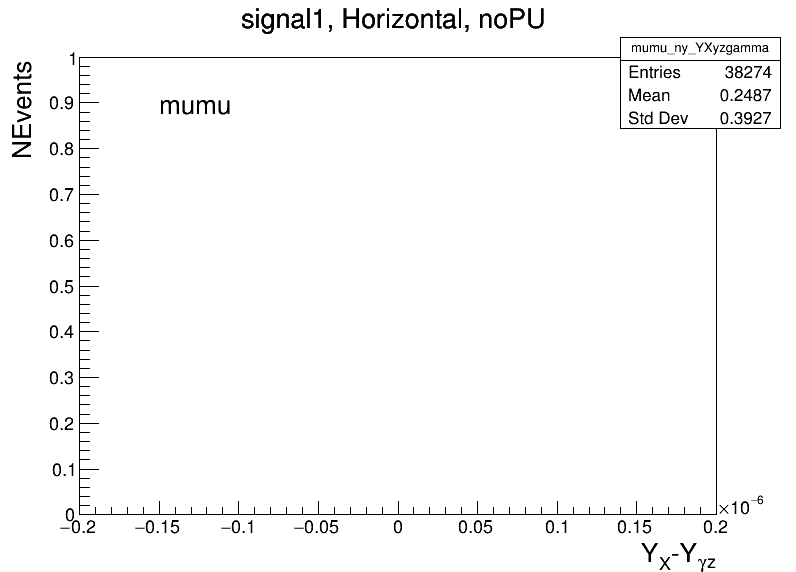 signal1, Horizontal, noPU
mumu_ny_YXyzgamma
Entries 38274
Mean 0.2487
Std Dev 0.3927
NEvents
mumu
1
0.9
0.8
0.7
0.6
0.5
0.4
0.3
0.2
0.1
0
−0.2 −0.15 −0.1 −0.05 0 0.05 0.1 0.15 0.2
×10⁻⁶
Y_X-Y_γz